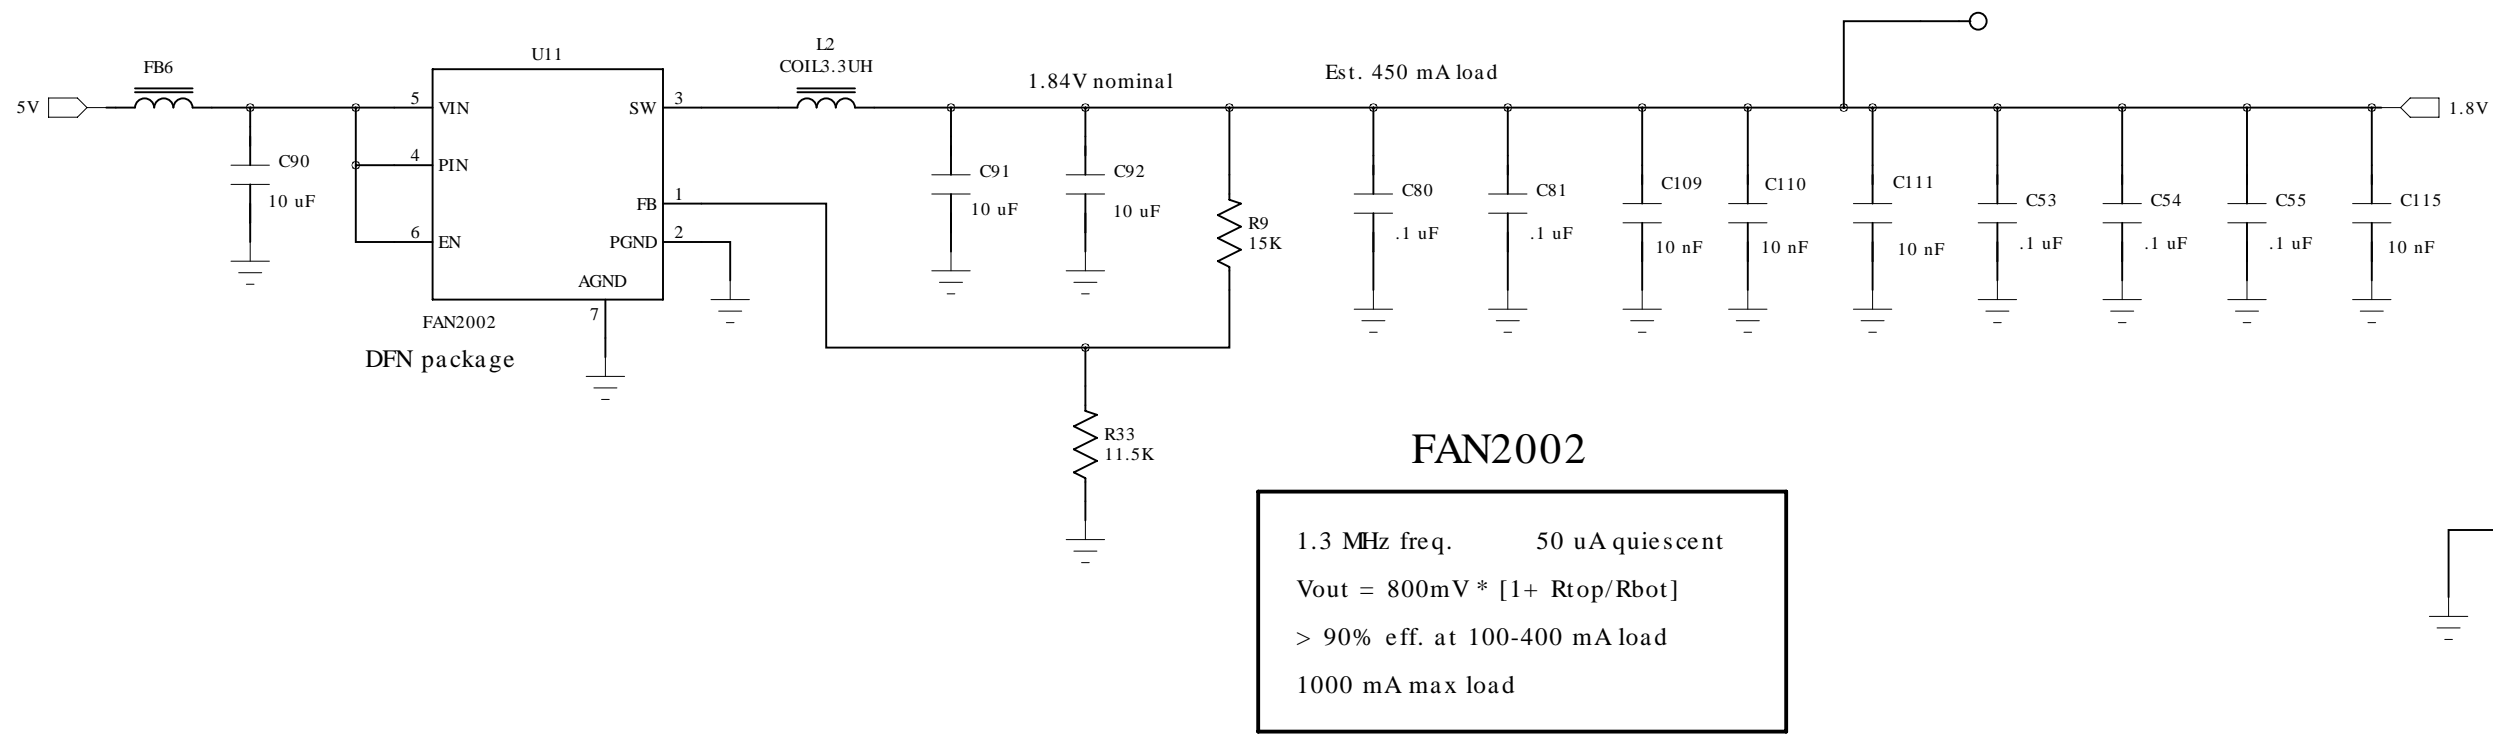 5V
FB6
C90
10 uF
U11
5
VIN
4
PIN
6
EN
SW
3
FB
1
PGND
2
AGND
7
FAN2002
DFN package
L2
COIL3.3UH
1.84V nominal
Est. 450 mA load
C91
10 uF
C92
10 uF
R9
15K
R33
11.5K
C80
.1 uF
C81
.1 uF
C109
10 nF
C110
10 nF
C111
10 nF
C53
.1 uF
C54
.1 uF
C55
.1 uF
C115
10 nF
1.8V
FAN2002
1.3 MHz freq. 50 uA quiescent
Vout = 800mV * [1+ Rtop/Rbot]
> 90% eff. at 100-400 mA load
1000 mA max load